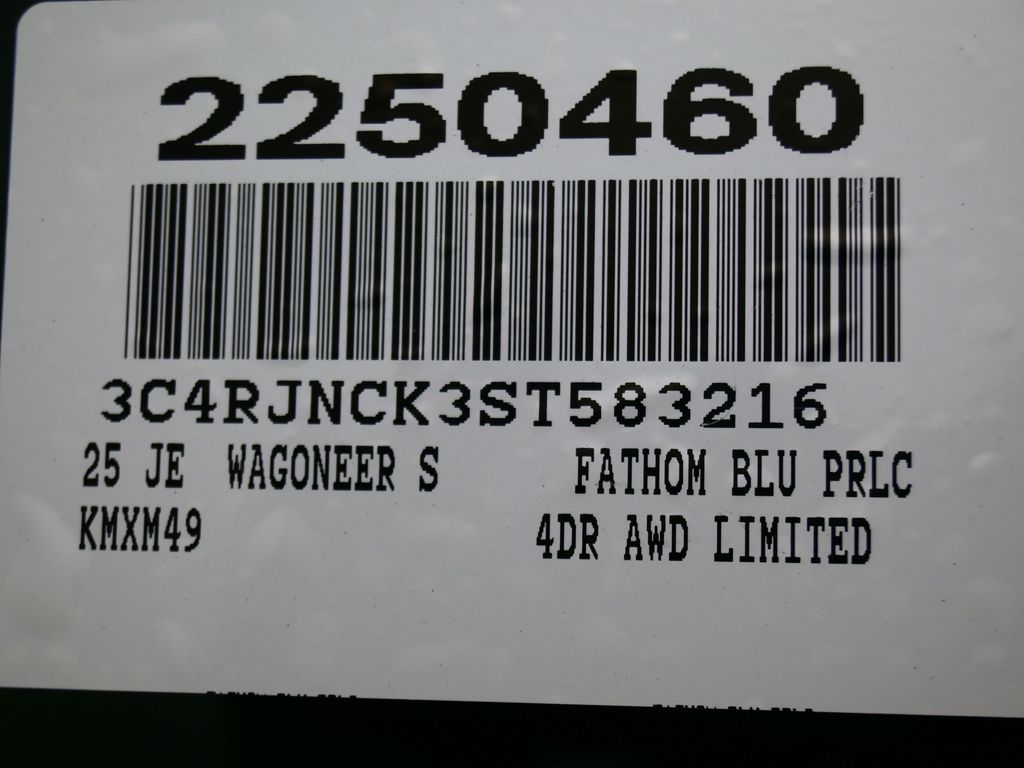 2250460
3C4RJNCK3ST583216
25 JE WAGONEER S FATHOM BLU PRLC
KMXM49 4DR AWD LIMITED